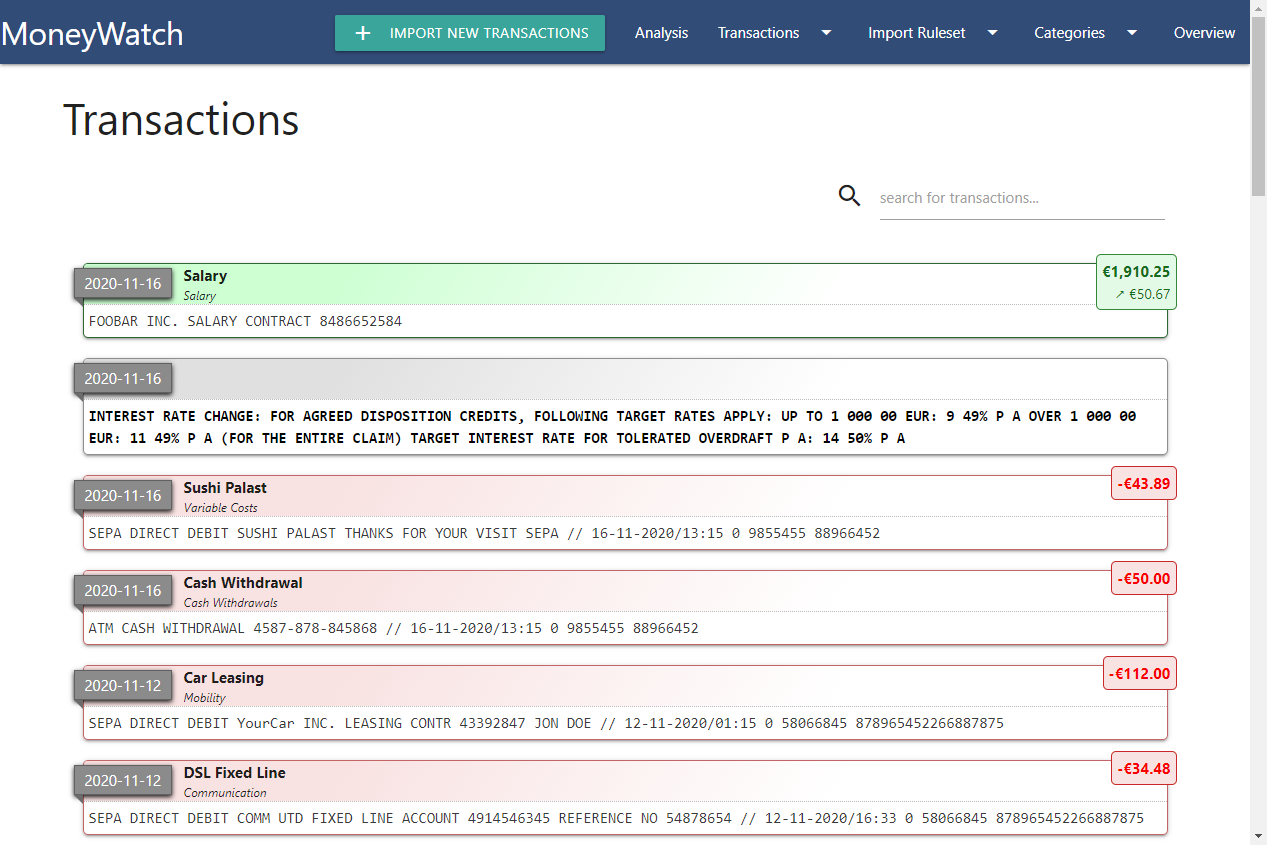 MoneyWatch
+ IMPORT NEW TRANSACTIONS
Analysis
Transactions
Import Ruleset
Categories
Overview
Transactions
search for transactions...
2020-11-16
Salary
€1,910.25
Salary
↗ €50.67
FOOBAR INC. SALARY CONTRACT 8486652584
2020-11-16
INTEREST RATE CHANGE: FOR AGREED DISPOSITION CREDITS, FOLLOWING TARGET RATES APPLY: UP TO 1 000 00 EUR: 9 49% P A OVER 1 000 00
EUR: 11 49% P A (FOR THE ENTIRE CLAIM) TARGET INTEREST RATE FOR TOLERATED OVERDRAFT P A: 14 50% P A
2020-11-16
Sushi Palast
-€43.89
Variable Costs
SEPA DIRECT DEBIT SUSHI PALAST THANKS FOR YOUR VISIT SEPA // 16-11-2020/13:15 0 9855455 88966452
2020-11-16
Cash Withdrawal
-€50.00
Cash Withdrawals
ATM CASH WITHDRAWAL 4587-878-845868 // 16-11-2020/13:15 0 9855455 88966452
2020-11-12
Car Leasing
-€112.00
Mobility
SEPA DIRECT DEBIT YourCar INC. LEASING CONTR 43392847 JON DOE // 12-11-2020/01:15 0 58066845 878965452266887875
2020-11-12
DSL Fixed Line
-€34.48
Communication
SEPA DIRECT DEBIT COMM UTD FIXED LINE ACCOUNT 4914546345 REFERENCE NO 54878654 // 12-11-2020/16:33 0 58066845 878965452266887875